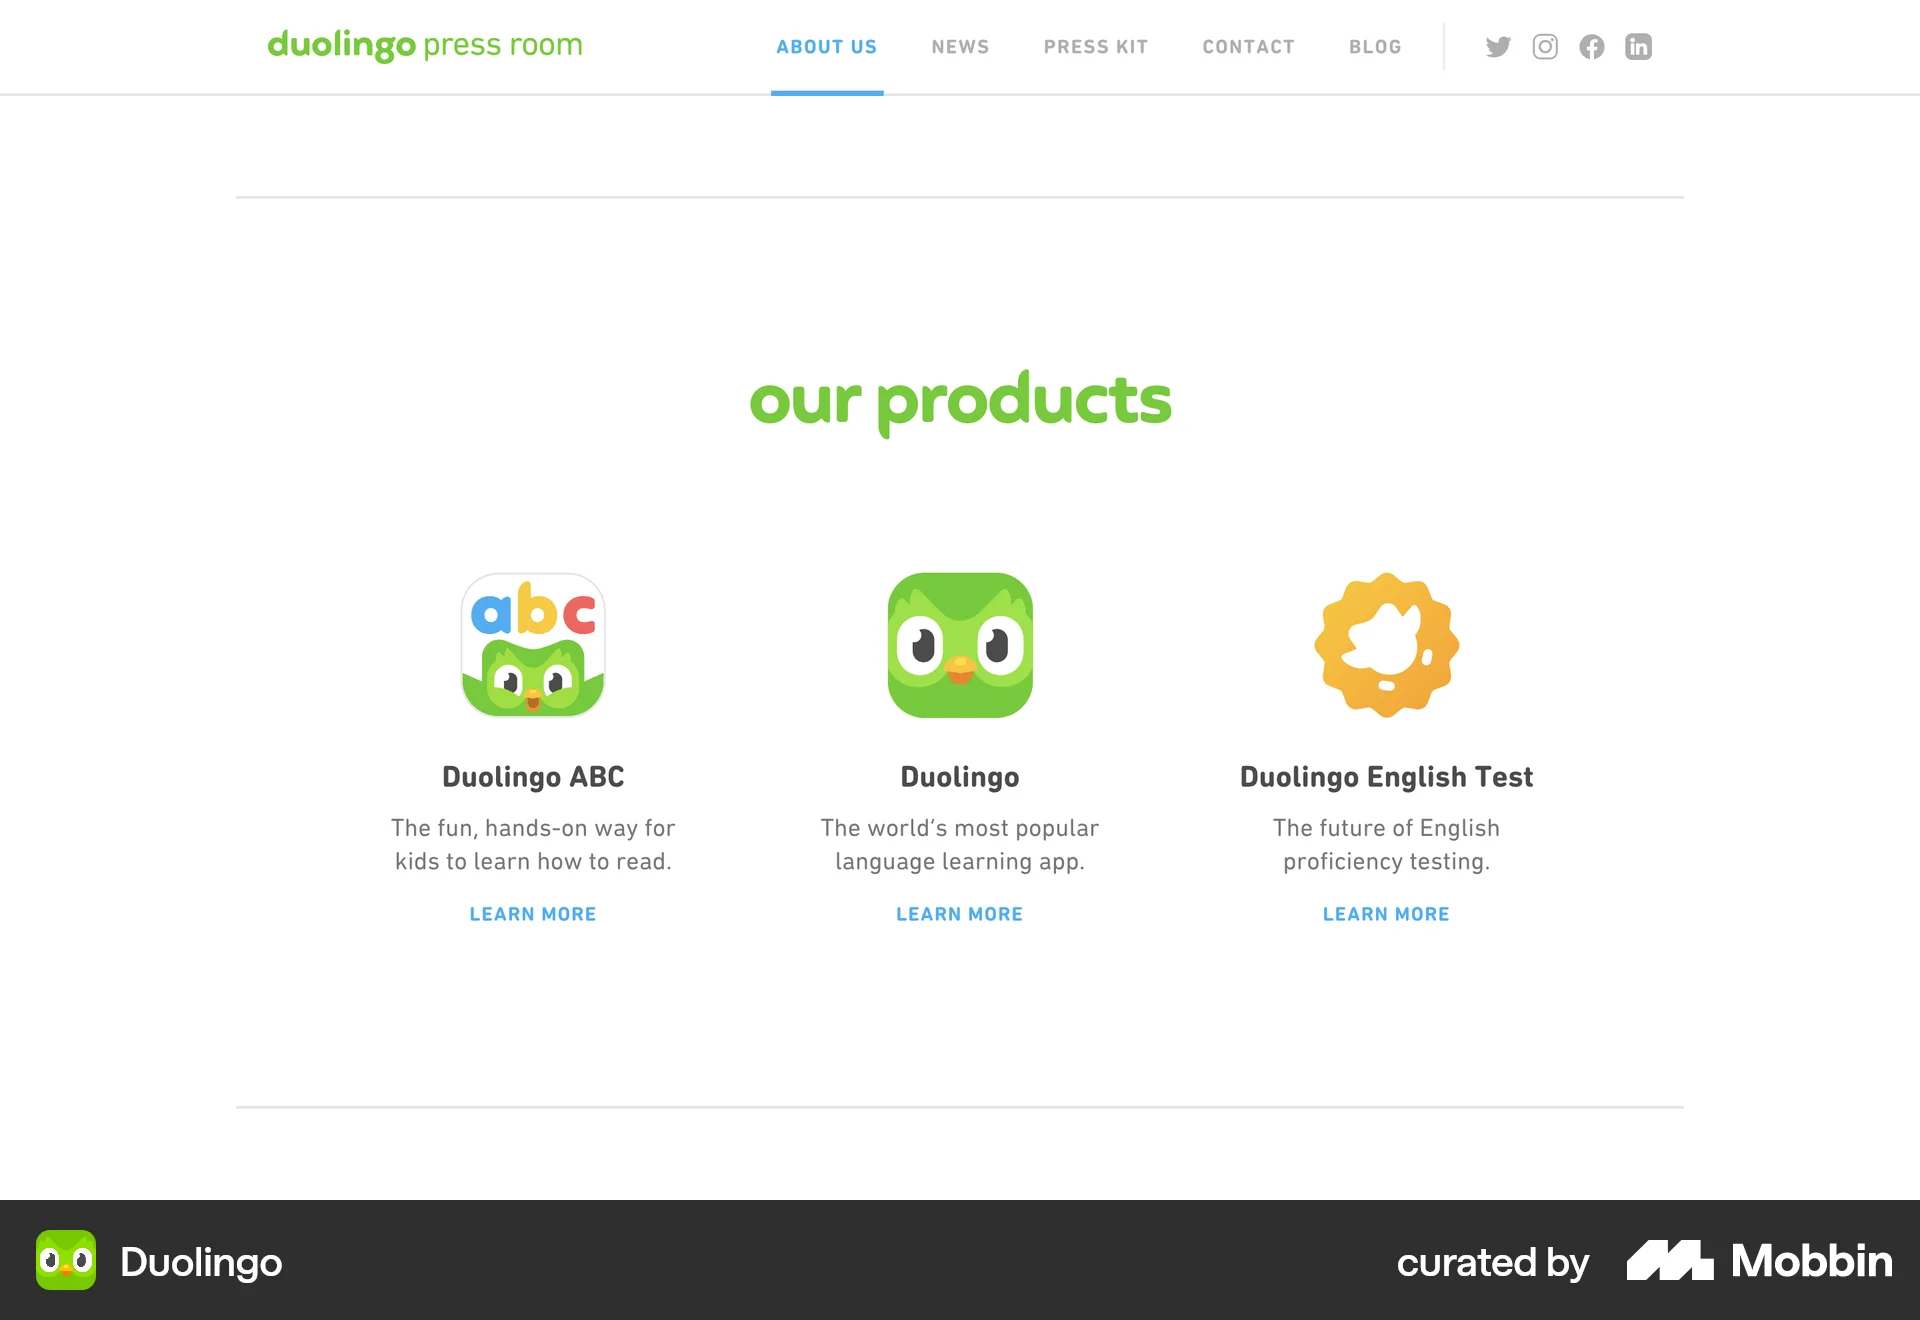 duolingo press room
ABOUT US
NEWS
PRESS KIT
CONTACT
BLOG
our products
abc
Duolingo ABC
The fun, hands-on way for
kids to learn how to read.
LEARN MORE
Duolingo
The world’s most popular
language learning app.
LEARN MORE
Duolingo English Test
The future of English
proficiency testing.
LEARN MORE
Duolingo
curated by Mobbin